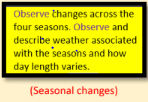 Observe changes across the
four seasons. Observe and
describe weather associated
with the seasons and how
day length varies.
(Seasonal changes)